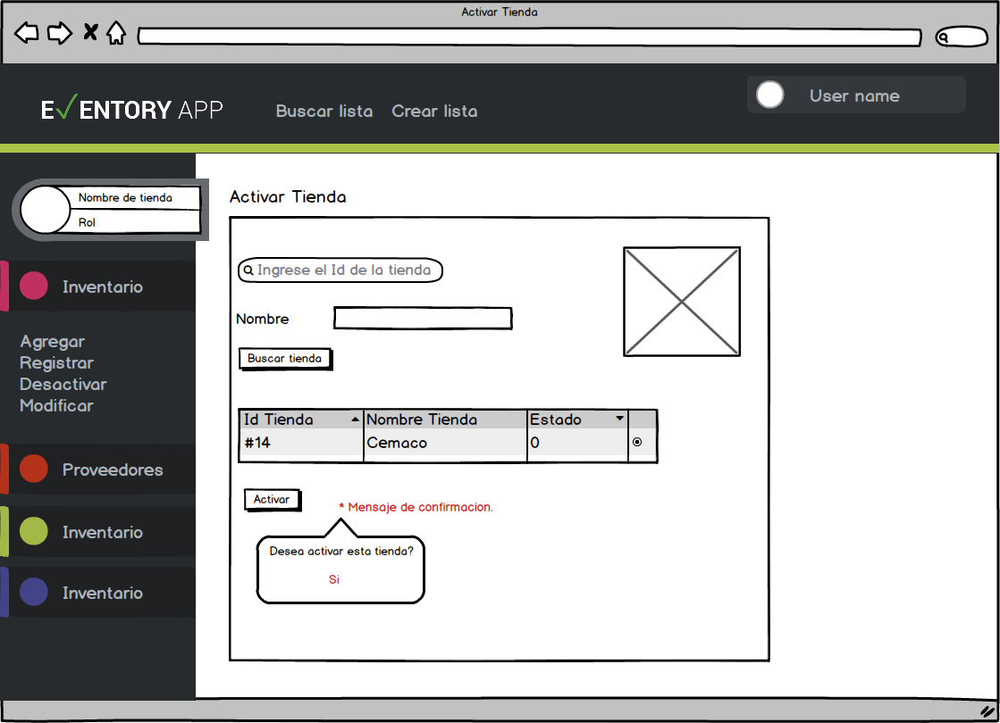 Activar Tienda
EVENTORY APP
Buscar lista
Crear lista
User name
Nombre de tienda
Rol
Inventario
Agregar
Registrar
Desactivar
Modificar
Proveedores
Inventario
Inventario
Activar Tienda
Ingrese el Id de la tienda
Nombre
Buscar tienda
Id Tienda Nombre Tienda Estado
#14 Cemaco 0
Activar
* Mensaje de confirmacion.
Desea activar esta tienda?
Si